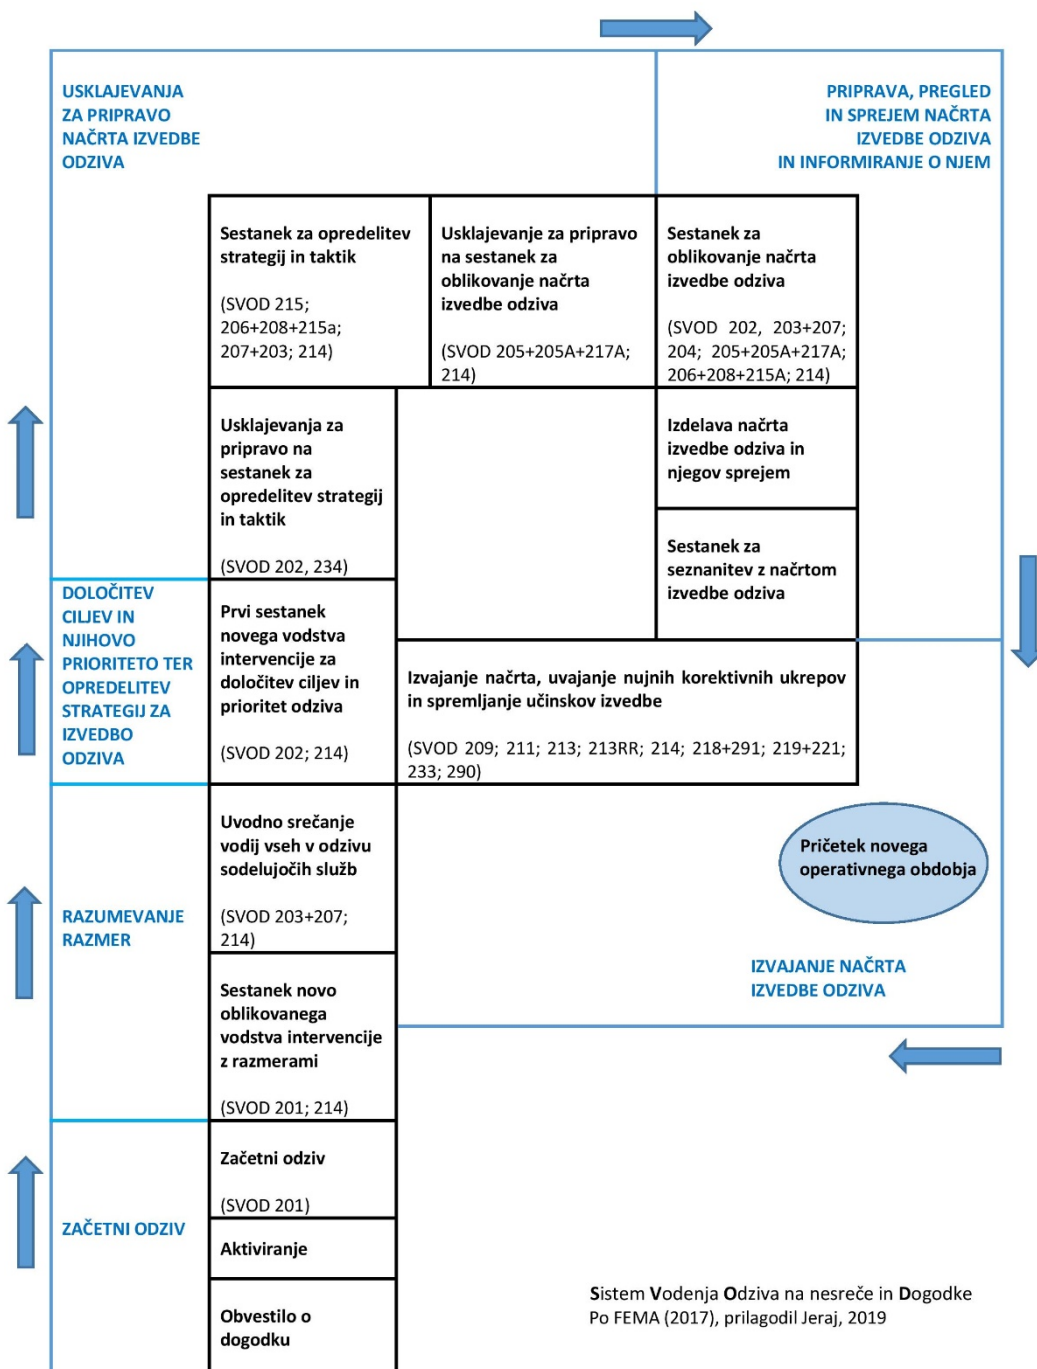 USKLAJEVANJA
ZA PRIPRAVO
NAČRTA IZVEDBE
ODZIVA
PRIPRAVA, PREGLED
IN SPREJEM NAČRTA
IZVEDBE ODZIVA
IN INFORMIRANJE O NJEM
Sestanek za opredelitev
strategij in taktik
(SVOD 215;
206+208+215a;
207+203; 214)
Usklajevanje za pripravo
na sestanek za
oblikovanje načrta
izvedbe odziva
(SVOD 205+205A+217A;
214)
Sestanek za
oblikovanje načrta
izvedbe odziva
(SVOD 202, 203+207;
204; 205+205A+217A;
206+208+215A; 214)
Usklajevanja za
pripravo na
sestanek za
opredelitev strategij
in taktik
(SVOD 202, 234)
Izdelava načrta
izvedbe odziva in
njegov sprejem
Sestanek za
seznanitev z načrtom
izvedbe odziva
DOLOČITEV
CILJEV IN
NJIHOVO
PRIORITETO TER
OPREDELITEV
STRATEGIJ ZA
IZVEDBO
ODZIVA
Prvi sestanek
novega vodstva
intervencije za
določitev ciljev in
prioritet odziva
(SVOD 202; 214)
Izvajanje načrta, uvajanje nujnih korektivnih ukrepov
in spremljanje učinskov izvedbe
(SVOD 209; 211; 213; 213RR; 214; 218+291; 219+221;
233; 290)
RAZUMEVANJE
RAZMER
Uvodno srečanje
vodij vseh v odzivu
sodelujočih služb
(SVOD 203+207;
214)
Pričetek novega
operativnega obdobja
Sestanek novo
oblikovanega
vodstva intervencije
z razmerami
(SVOD 201; 214)
IZVAJANJE NAČRTA
IZVEDBE ODZIVA
ZAČETNI ODZIV
Začetni odziv
(SVOD 201)
Aktiviranje
Obvestilo o
dogodku
Sistem Vodenja Odziva na nesreče in Dogodke
Po FEMA (2017), prilagodil Jeraj, 2019